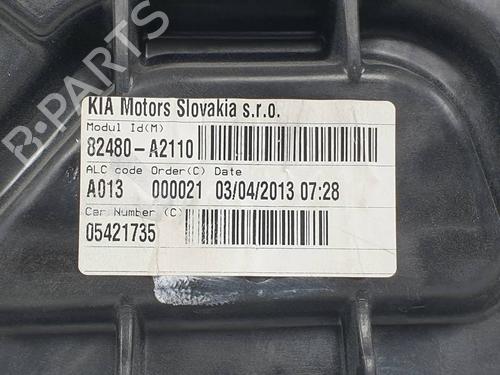 B-PARTS
KIA Motors Slovakia s.r.o.
Modul Id(M)
82480-A2110
ALC code Order(C) Date
A013 000021 03/04/2013 07:28
Car Number (C)
05421735